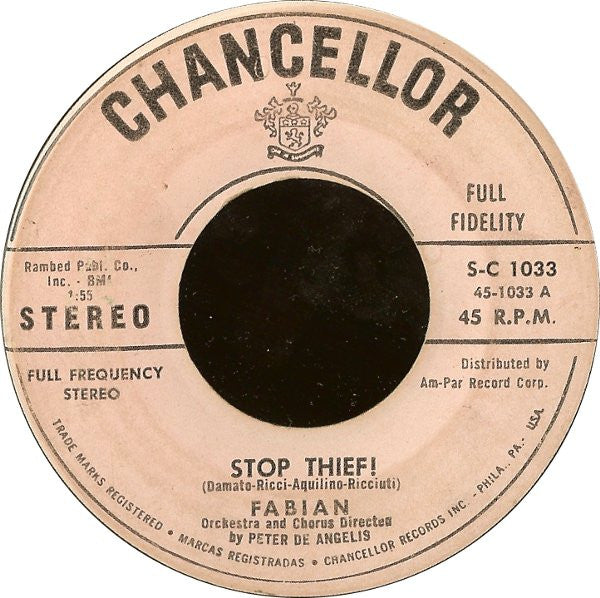 CHANCELLOR
FULL
FIDELITY
Rambed Publ. Co.,
Inc. - BMI
1:55
STEREO
S-C 1033
45-1033 A
45 R.P.M.
FULL FREQUENCY
STEREO
Distributed by
Am-Par Record Corp.
STOP THIEF!
(Damato-Ricci-Aquilino-Ricciuti)
FABIAN
Orchestra and Chorus Directed
by PETER DE ANGELIS
TRADE MARKS REGISTERED. • MARCAS REGISTRADAS • CHANCELLOR RECORDS INC. - PHILA., PA.- USA.